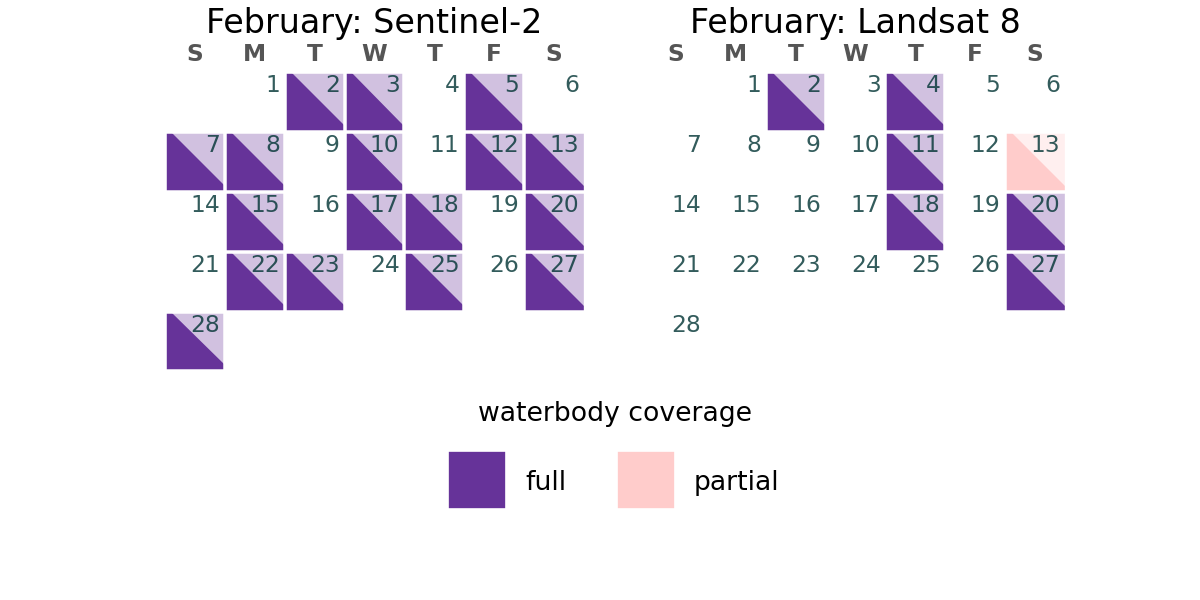 February: Sentinel-2
S M T W T F S
1 2 3 4 5 6
7 8 9 10 11 12 13
14 15 16 17 18 19 20
21 22 23 24 25 26 27
28
February: Landsat 8
S M T W T F S
1 2 3 4 5 6
7 8 9 10 11 12 13
14 15 16 17 18 19 20
21 22 23 24 25 26 27
28
waterbody coverage
full partial